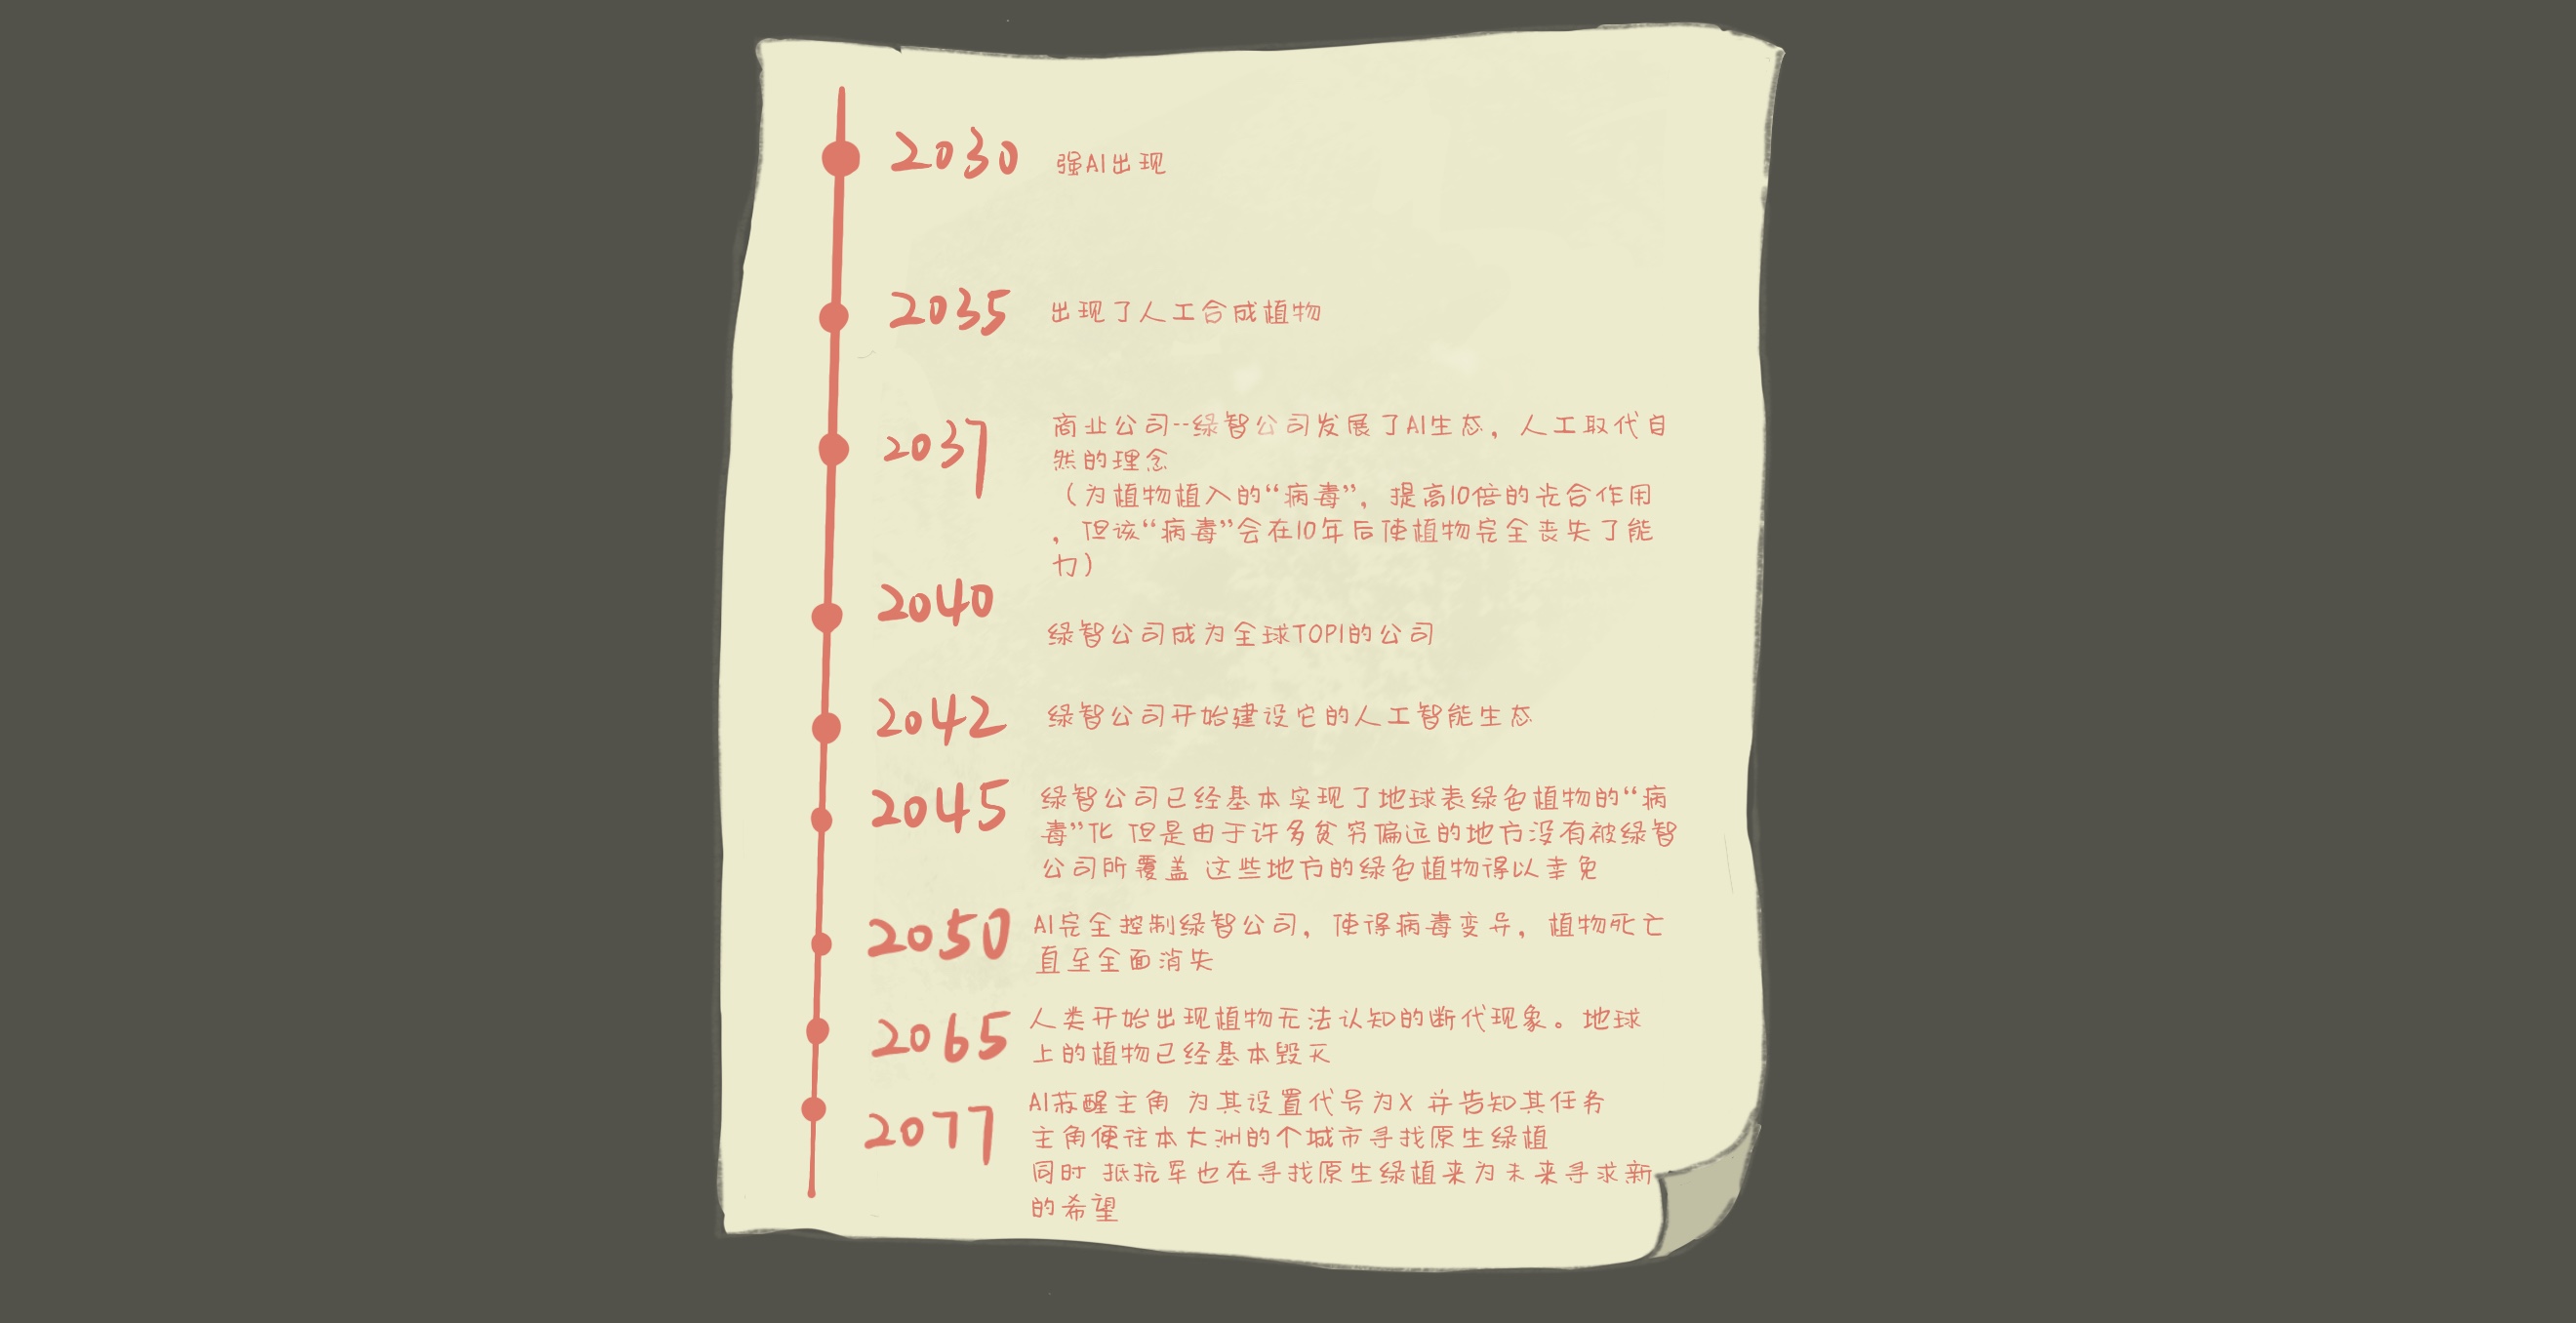 2030 强AI出现
2035 出现了人工合成植物
2037 商业公司--绿智公司发展了AI生态，人工取代自
然的理念
（为植物植入的“病毒”，提高10倍的光合作用
，但该“病毒”会在10年后使植物完全丧失了能
力）
2040
绿智公司成为全球TOP1的公司
2042 绿智公司开始建设它的人工智能生态
2045 绿智公司已经基本实现了地球表绿色植物的“病
毒”化 但是由于许多贫穷偏远的地方没有被绿智
公司所覆盖 这些地方的绿色植物得以幸免
2050 AI完全控制绿智公司，使得病毒变异，植物死亡
直至全面消失
2065 人类开始出现植物无法认知的断代现象。地球
上的植物已经基本毁灭
2077 AI苏醒主角 为其设置代号为X 并告知其任务
主角便往本大洲的个城市寻找原生绿植
同时 抵抗军也在寻找原生绿植来为未来寻求新
的希望